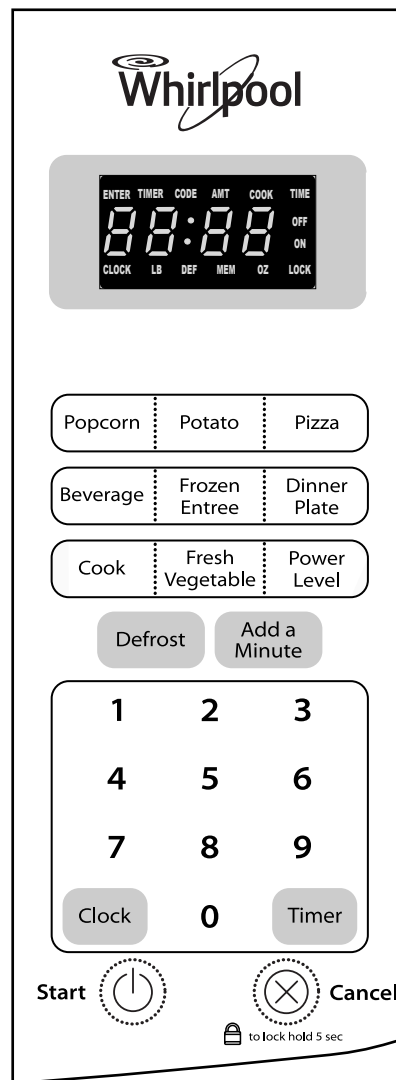 Whirlpool
ENTER TIMER CODE AMT COOK TIME
88:88 OFF
ON
CLOCK LB DEF MEM OZ LOCK
Popcorn Potato Pizza
Beverage Frozen Entree Dinner Plate
Cook Fresh Vegetable Power Level
Defrost Add a Minute
1 2 3
4 5 6
7 8 9
Clock 0 Timer
Start Cancel
to lock hold 5 sec